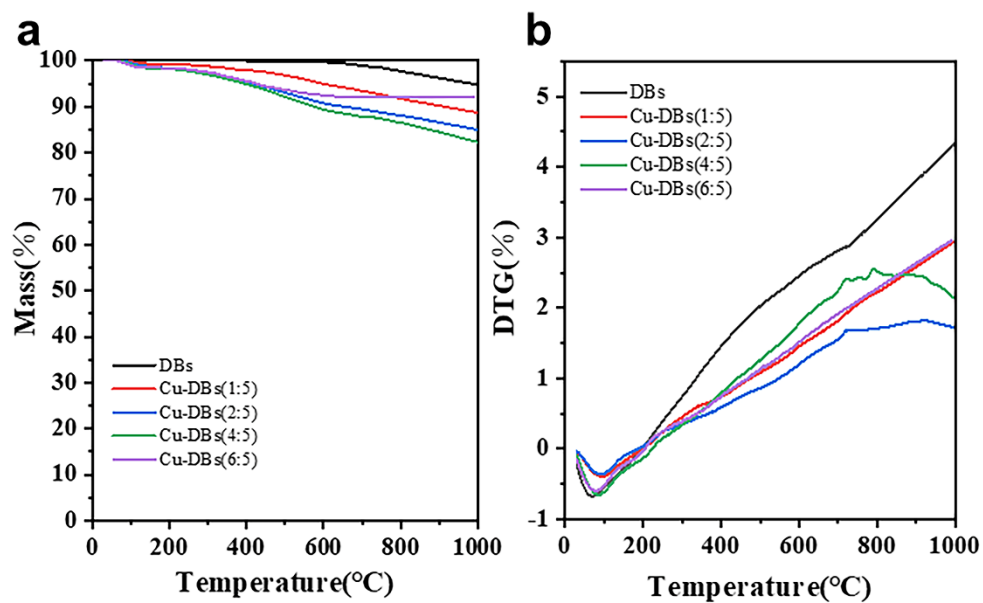 a
100
90
80
70
60
50
40
30
20
10
0
Mass(%)
DBs
Cu-DBs(1:5)
Cu-DBs(2:5)
Cu-DBs(4:5)
Cu-DBs(6:5)
0 200 400 600 800 1000
Temperature(°C)
b
5
4
3
2
1
0
-1
DTG(%)
DBs
Cu-DBs(1:5)
Cu-DBs(2:5)
Cu-DBs(4:5)
Cu-DBs(6:5)
0 200 400 600 800 1000
Temperature(°C)